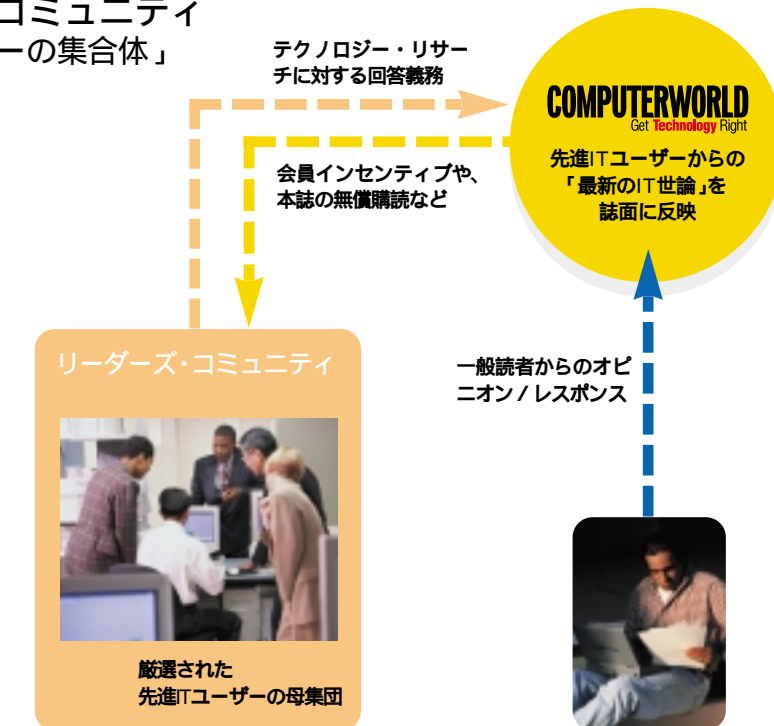 コミュニティ
ーの集合体」
テクノロジー・リサー
チに対する回答義務
COMPUTERWORLD
Get Technology Right
先進ITユーザーからの
「最新のIT世論」を
誌面に反映
会員インセンティブや、
本誌の無償購読など
リーダーズ・コミュニティ
一般読者からのオピ
ニオン/レスポンス
厳選された
先進ITユーザーの母集団